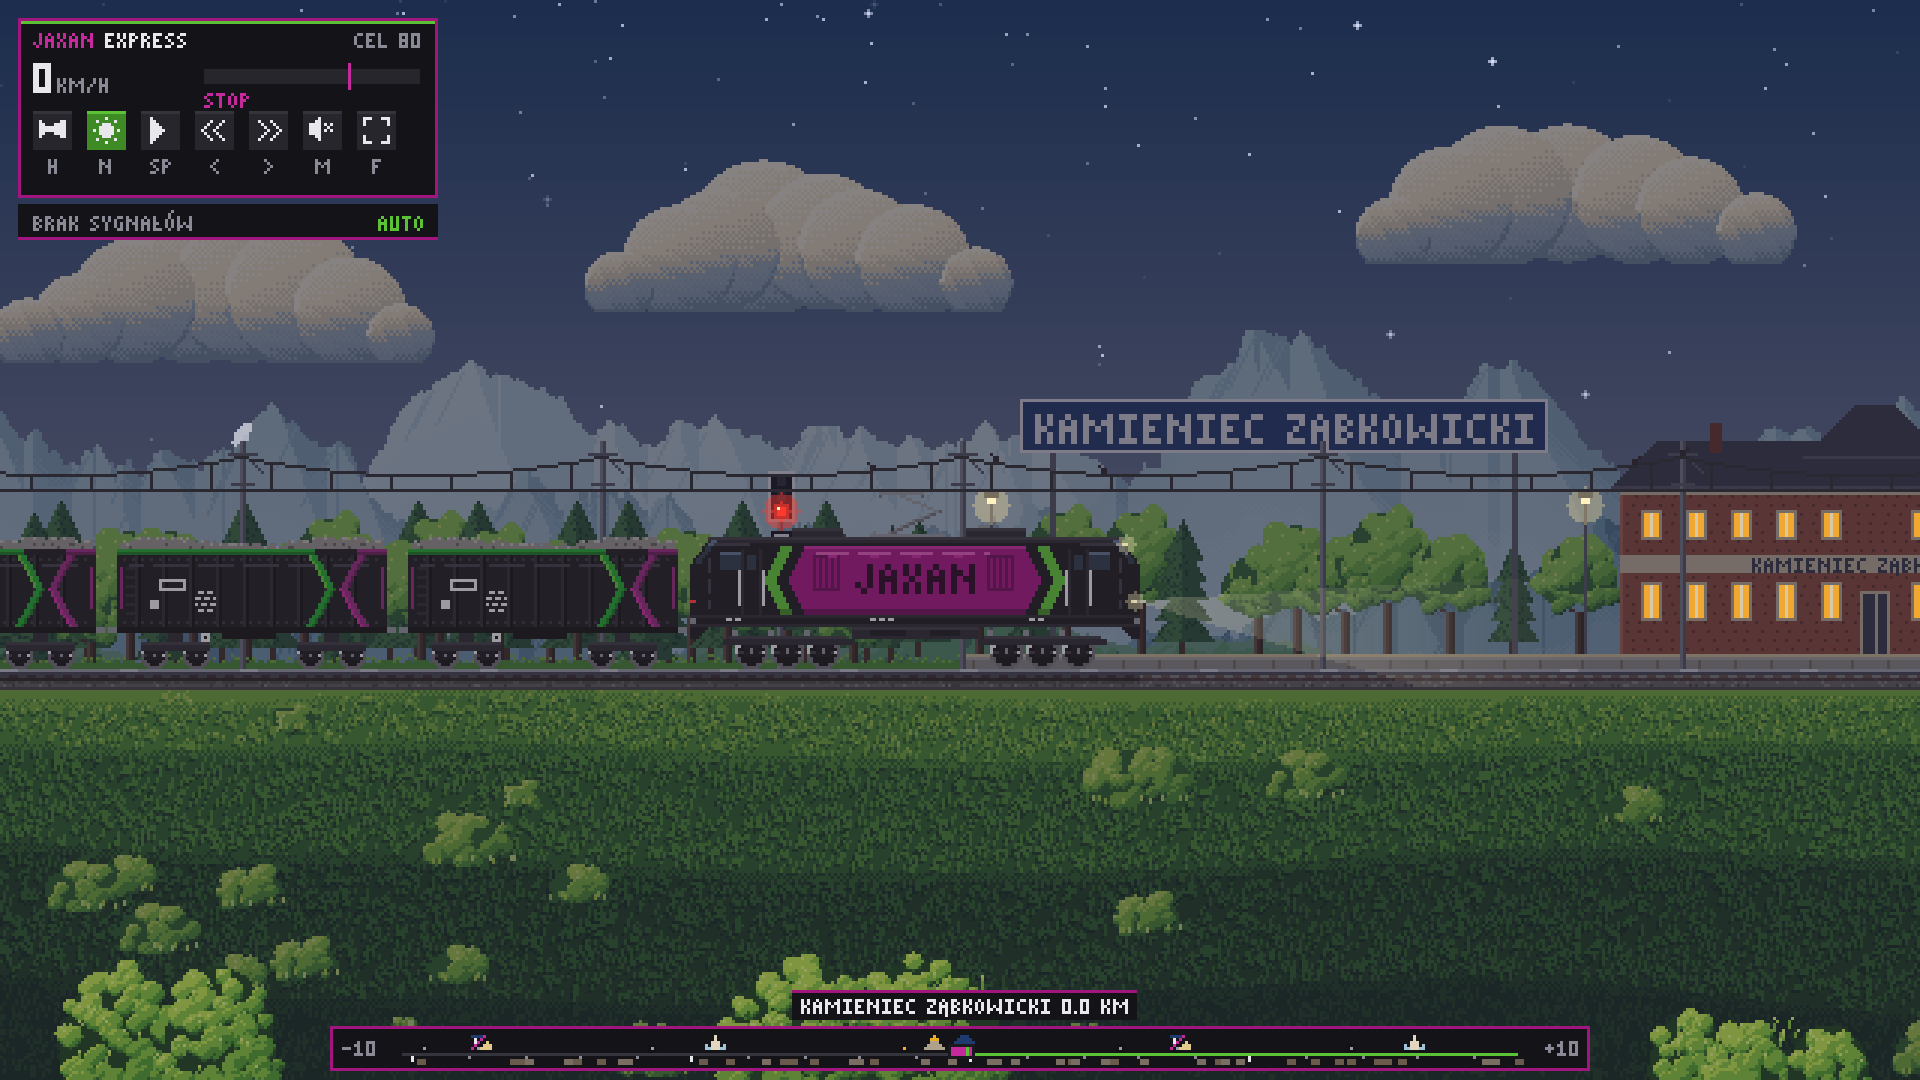 JAXAN EXPRESS CEL 80
0 KM/H
STOP
H N SP < > M F
BRAK SYGNAŁÓW AUTO
KAMIENIEC ZĄBKOWICKI
KAMIENIEC ZĄBK
JAXAN
KAMIENIEC ZĄBKOWICKI 0.0 KM
-10 +10